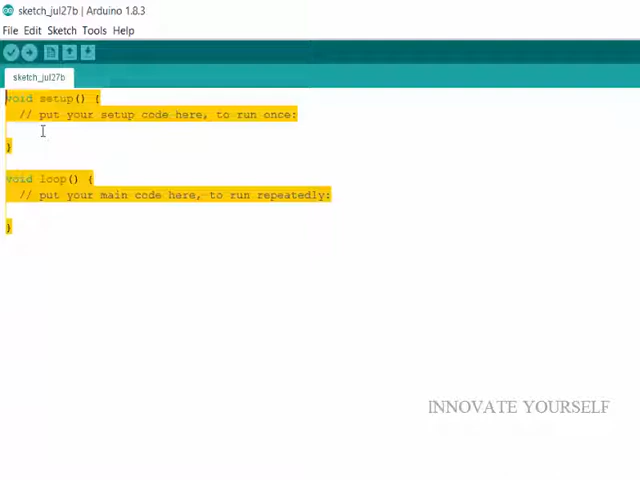 sketch_jul27b | Arduino 1.8.3
File Edit Sketch Tools Help
sketch_jul27b
void setup() {
// put your setup code here, to run once:
}
void loop() {
// put your main code here, to run repeatedly:
}
INNOVATE YOURSELF